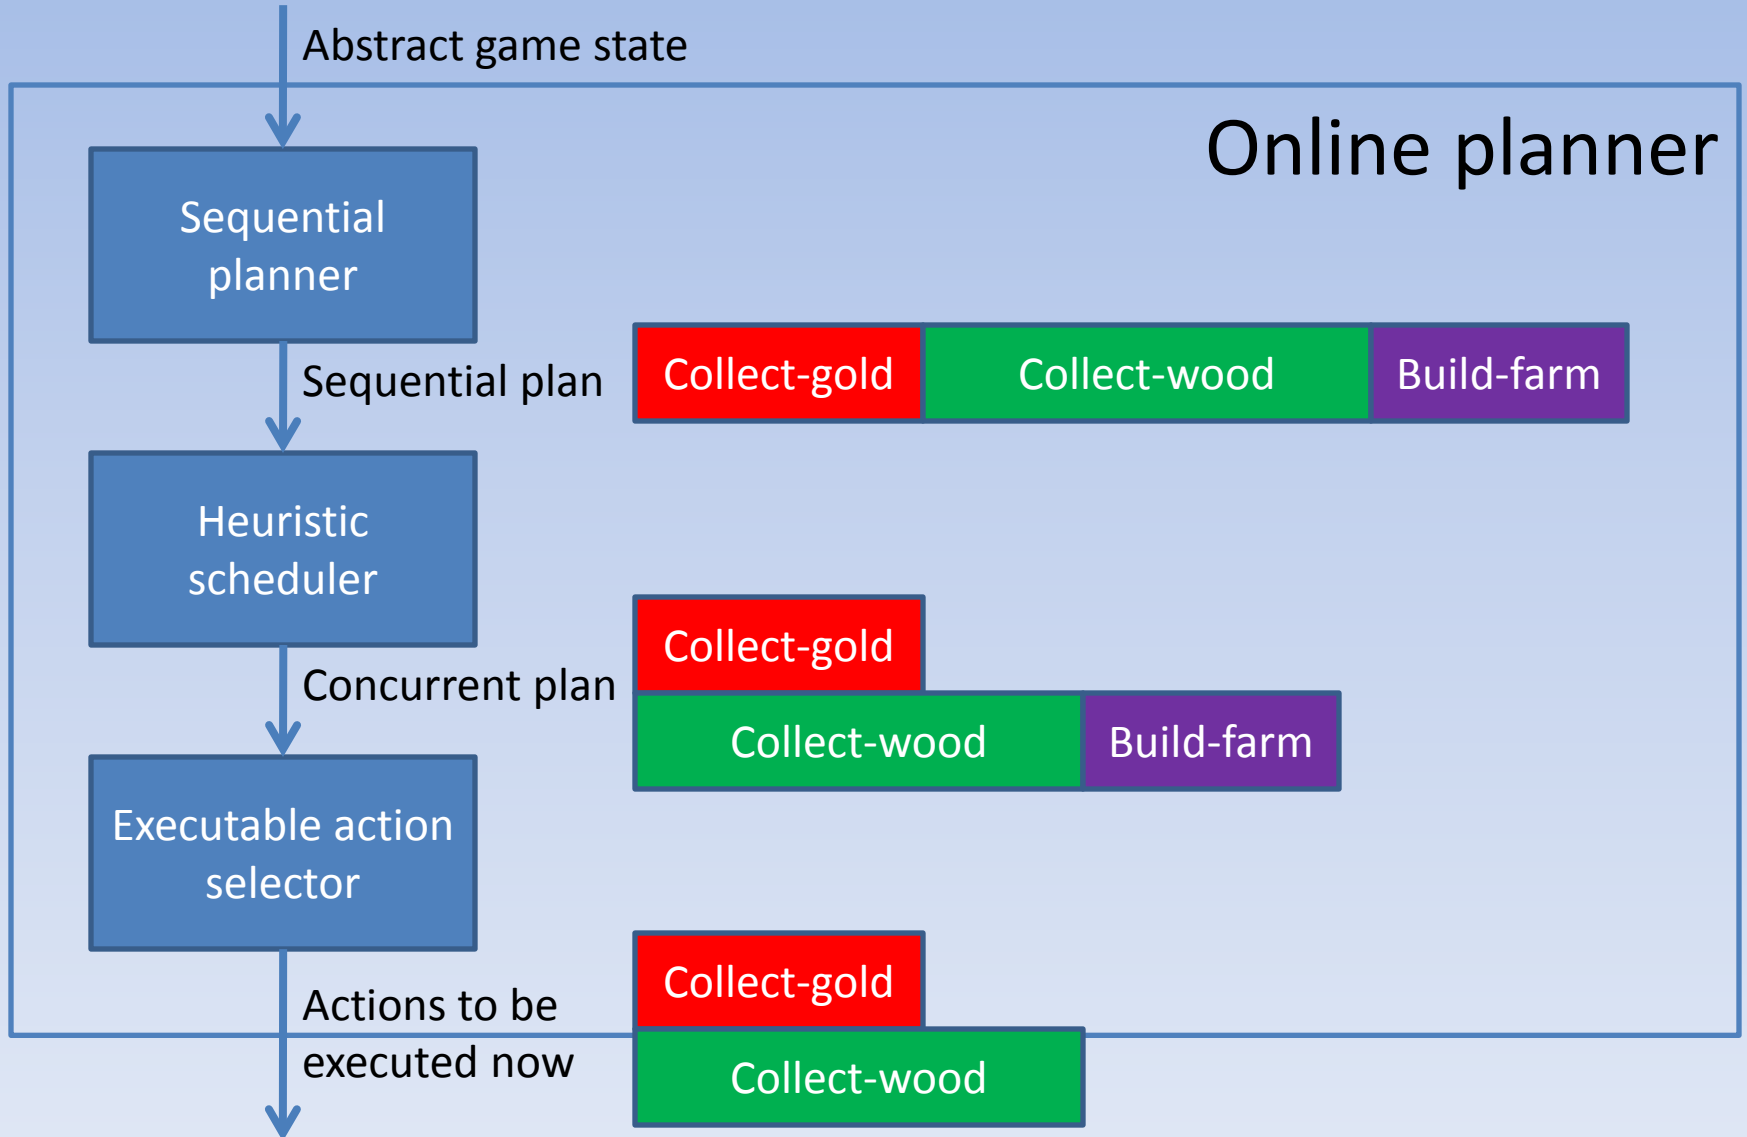 Abstract game state
Online planner
Sequential
planner
Sequential plan
Collect-gold
Collect-wood
Build-farm
Heuristic
scheduler
Concurrent plan
Collect-gold
Collect-wood
Build-farm
Executable action
selector
Actions to be
executed now
Collect-gold
Collect-wood